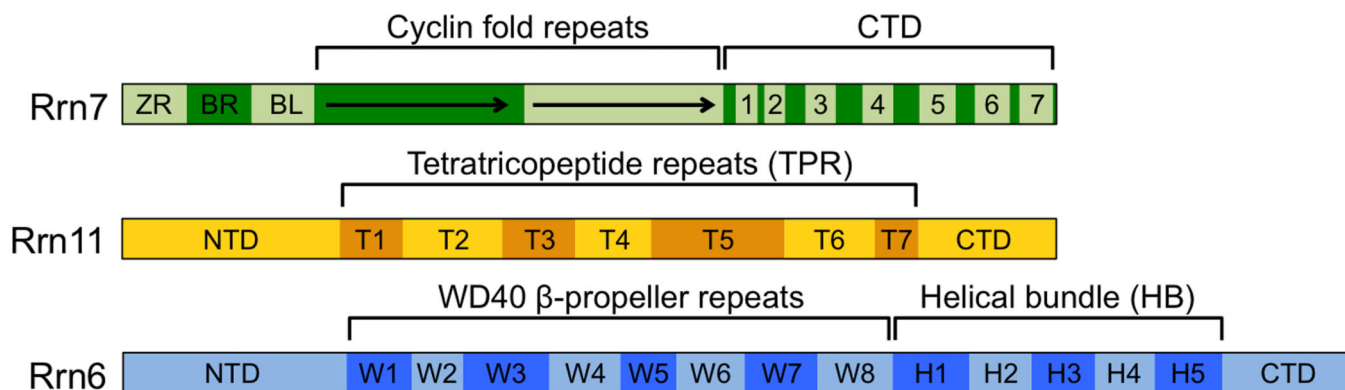 Cyclin fold repeats CTD
Rrn7 ZR BR BL 1 2 3 4 5 6 7
Tetratricopeptide repeats (TPR)
Rrn11 NTD T1 T2 T3 T4 T5 T6 T7 CTD
WD40 β-propeller repeats Helical bundle (HB)
Rrn6 NTD W1 W2 W3 W4 W5 W6 W7 W8 H1 H2 H3 H4 H5 CTD